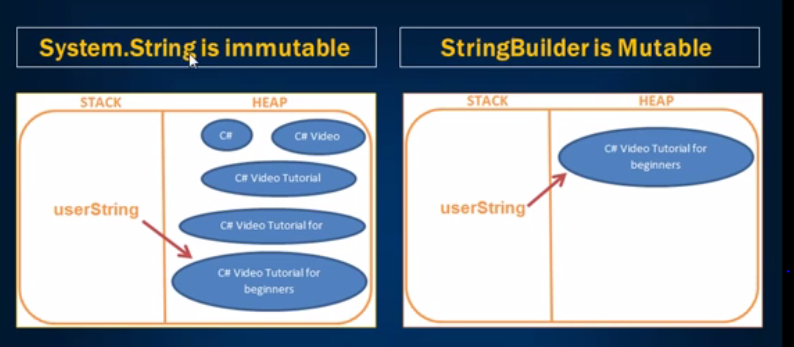 System.String is immutable
StringBuilder is Mutable
STACK
HEAP
C#
C# Video
C# Video Tutorial
C# Video Tutorial for
C# Video Tutorial for
beginners
userString
STACK
HEAP
C# Video Tutorial for
beginners
userString